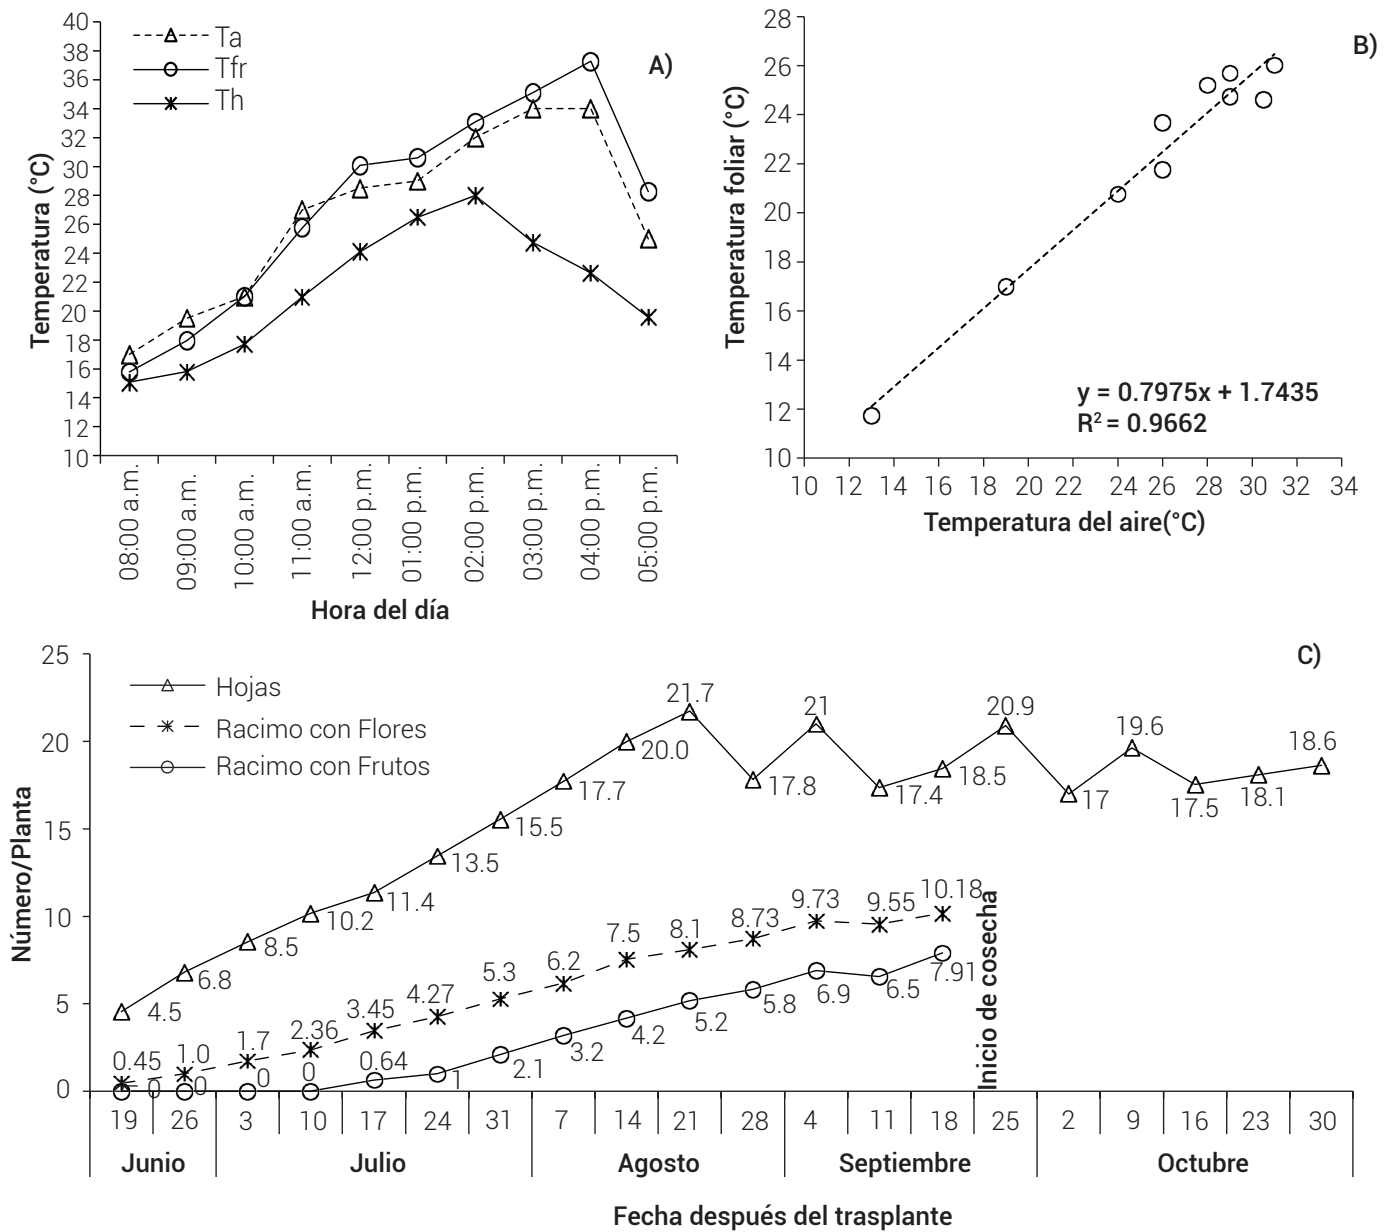 A)
Ta
Tfr
Th
Temperatura (°C)
40
38
36
34
32
30
28
26
24
22
20
18
16
14
12
10
08:00 a.m.
09:00 a.m.
10:00 a.m.
11:00 a.m.
12:00 p.m.
01:00 p.m.
02:00 p.m.
03:00 p.m.
04:00 p.m.
05:00 p.m.
Hora del día
B)
Temperatura foliar (°C)
28
26
24
22
20
18
16
14
12
10
y = 0.7975x + 1.7435
R² = 0.9662
10 12 14 16 18 20 22 24 26 28 30 32 34
Temperatura del aire(°C)
C)
Hojas
Racimo con Flores
Racimo con Frutos
Número/Planta
25
20
15
10
5
0
4.5 6.8 8.5 10.2 11.4 13.5 15.5 17.7 20.0 21.7 17.8 21 17.4 18.5 20.9 17 19.6 17.5 18.1 18.6
0.45 1.0 1.7 2.36 3.45 4.27 5.3 6.2 7.5 8.1 8.73 9.73 9.55 10.18
0 0 0 0 0.64 1 2.1 3.2 4.2 5.2 5.8 6.9 6.5 7.91
Inicio de cosecha
19 26 3 10 17 24 31 7 14 21 28 4 11 18 25 2 9 16 23 30
Junio Julio Agosto Septiembre Octubre
Fecha después del trasplante